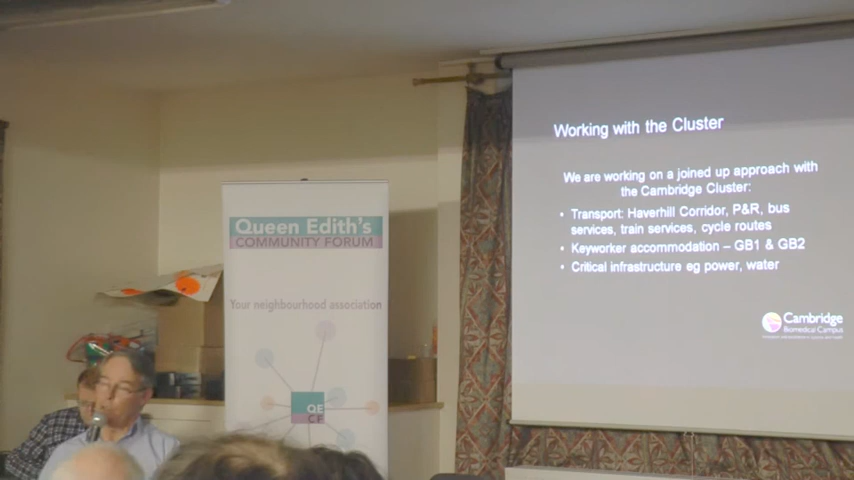 Queen Edith's
COMMUNITY FORUM
Your neighbourhood association
QE
CF
Working with the Cluster
We are working on a joined up approach with
the Cambridge Cluster:
• Transport: Haverhill Corridor, P&R, bus
services, train services, cycle routes
• Keyworker accommodation – GB1 & GB2
• Critical infrastructure eg power, water
Cambridge
Biomedical Campus